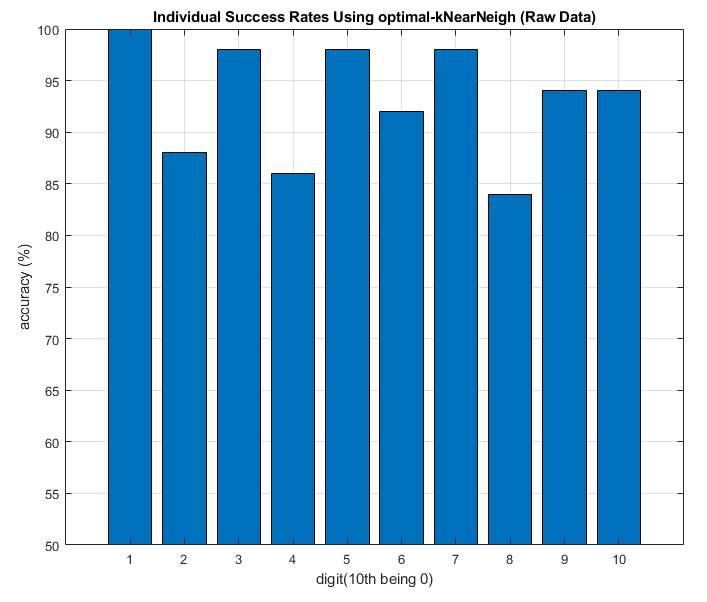 Individual Success Rates Using optimal-kNearNeigh (Raw Data)
100
95
90
85
80
75
70
65
60
55
50
accuracy (%)
1 2 3 4 5 6 7 8 9 10
digit(10th being 0)